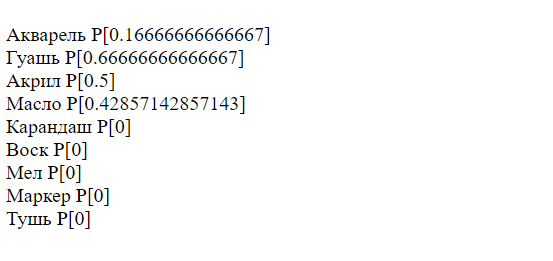 Акварель P[0.16666666666667]
Гуашь P[0.66666666666667]
Акрил P[0.5]
Масло P[0.42857142857143]
Карандаш P[0]
Воск P[0]
Мел P[0]
Маркер P[0]
Тушь P[0]